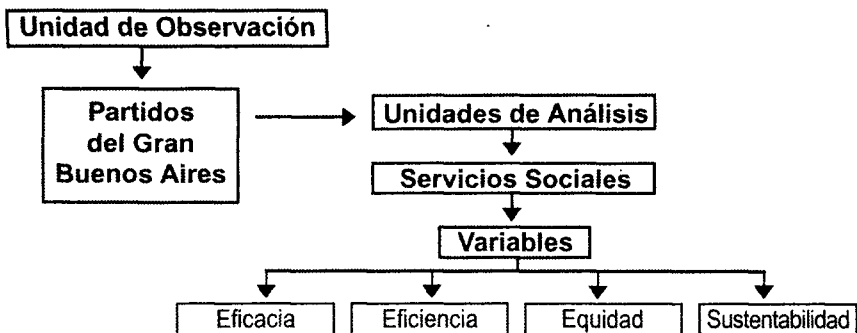 Unidad de Observación
Partidos
del Gran
Buenos Aires
Unidades de Análisis
Servicios Sociales
Variables
Eficacia
Eficiencia
Equidad
Sustentabilidad